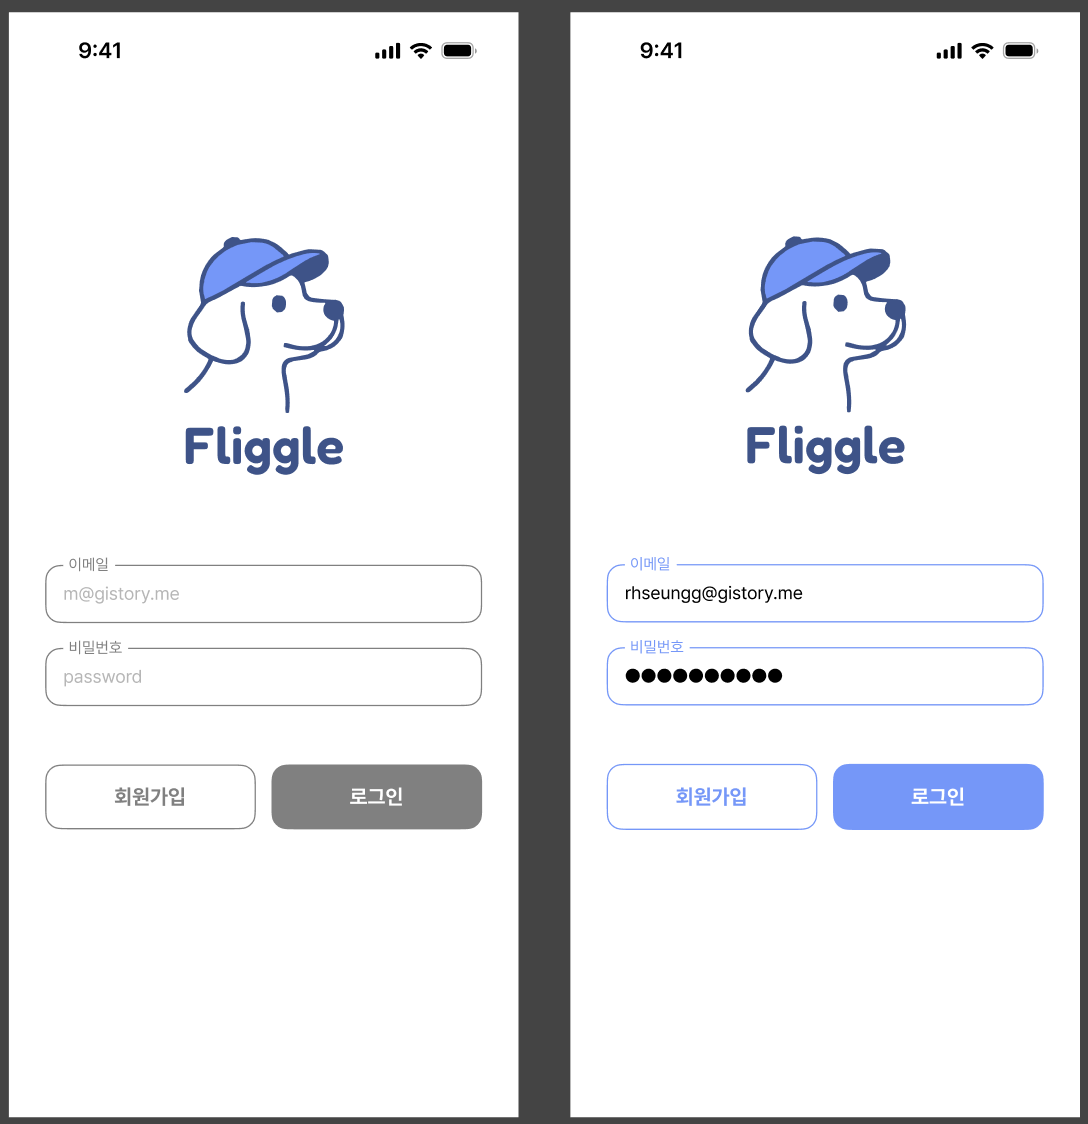 9:41
Fliggle
이메일
m@gistory.me
비밀번호
password
회원가입 로그인
9:41
Fliggle
이메일
rhseungg@gistory.me
비밀번호
●●●●●●●●●●
회원가입 로그인